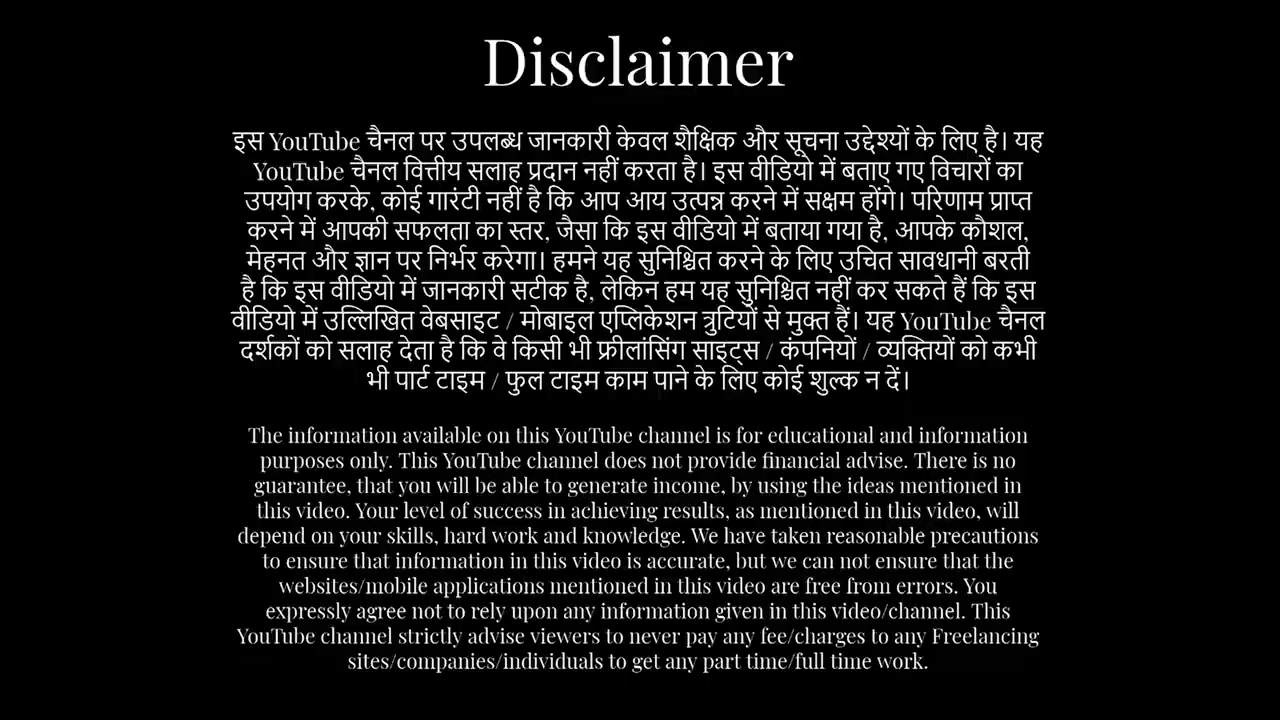 Disclaimer
इस YouTube चैनल पर उपलब्ध जानकारी केवल शैक्षिक और सूचना उद्देश्यों के लिए है। यह
YouTube चैनल वित्तीय सलाह प्रदान नहीं करता है। इस वीडियो में बताए गए विचारों का
उपयोग करके, कोई गारंटी नहीं है कि आप आय उत्पन्न करने में सक्षम होंगे। परिणाम प्राप्त
करने में आपकी सफलता का स्तर, जैसा कि इस वीडियो में बताया गया है, आपके कौशल,
मेहनत और ज्ञान पर निर्भर करेगा। हमने यह सुनिश्चित करने के लिए उचित सावधानी बरती
है कि इस वीडियो में जानकारी सटीक है, लेकिन हम यह सुनिश्चित नहीं कर सकते हैं कि इस
वीडियो में उल्लिखित वेबसाइट / मोबाइल एप्लिकेशन त्रुटियों से मुक्त हैं। यह YouTube चैनल
दर्शकों को सलाह देता है कि वे किसी भी फ्रीलांसिंग साइट्स / कंपनियों / व्यक्तियों को कभी
भी पार्ट टाइम / फुल टाइम काम पाने के लिए कोई शुल्क न दें।
The information available on this YouTube channel is for educational and information
purposes only. This YouTube channel does not provide financial advise. There is no
guarantee, that you will be able to generate income, by using the ideas mentioned in
this video. Your level of success in achieving results, as mentioned in this video, will
depend on your skills, hard work and knowledge. We have taken reasonable precautions
to ensure that information in this video is accurate, but we can not ensure that the
websites/mobile applications mentioned in this video are free from errors. You
expressly agree not to rely upon any information given in this video/channel. This
YouTube channel strictly advise viewers to never pay any fee/charges to any Freelancing
sites/companies/individuals to get any part time/full time work.